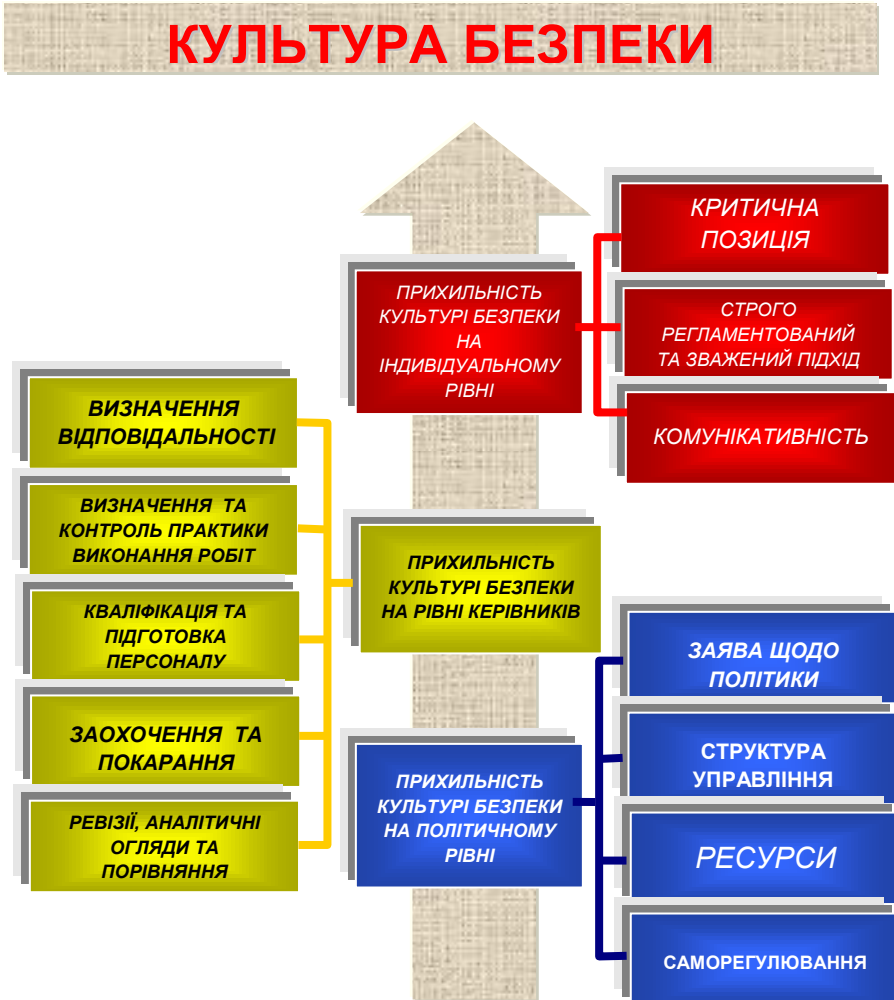 КУЛЬТУРА БЕЗПЕКИ
КРИТИЧНА
ПОЗИЦІЯ
ПРИХИЛЬНІСТЬ
КУЛЬТУРІ БЕЗПЕКИ
НА
ІНДИВІДУАЛЬНОМУ
РІВНІ
СТРОГО
РЕГЛАМЕНТОВАНИЙ
ТА ЗВАЖЕНИЙ ПІДХІД
КОМУНІКАТИВНІСТЬ
ВИЗНАЧЕННЯ
ВІДПОВІДАЛЬНОСТІ
ВИЗНАЧЕННЯ ТА
КОНТРОЛЬ ПРАКТИКИ
ВИКОНАННЯ РОБІТ
КВАЛІФІКАЦІЯ ТА
ПІДГОТОВКА
ПЕРСОНАЛУ
ЗАОХОЧЕННЯ ТА
ПОКАРАННЯ
РЕВІЗІЇ, АНАЛІТИЧНІ
ОГЛЯДИ ТА
ПОРІВНЯННЯ
ПРИХИЛЬНІСТЬ
КУЛЬТУРІ БЕЗПЕКИ
НА РІВНІ КЕРІВНИКІВ
ПРИХИЛЬНІСТЬ
КУЛЬТУРІ БЕЗПЕКИ
НА ПОЛІТИЧНОМУ
РІВНІ
ЗАЯВА ЩОДО
ПОЛІТИКИ
СТРУКТУРА
УПРАВЛІННЯ
РЕСУРСИ
САМОРЕГУЛЮВАННЯ